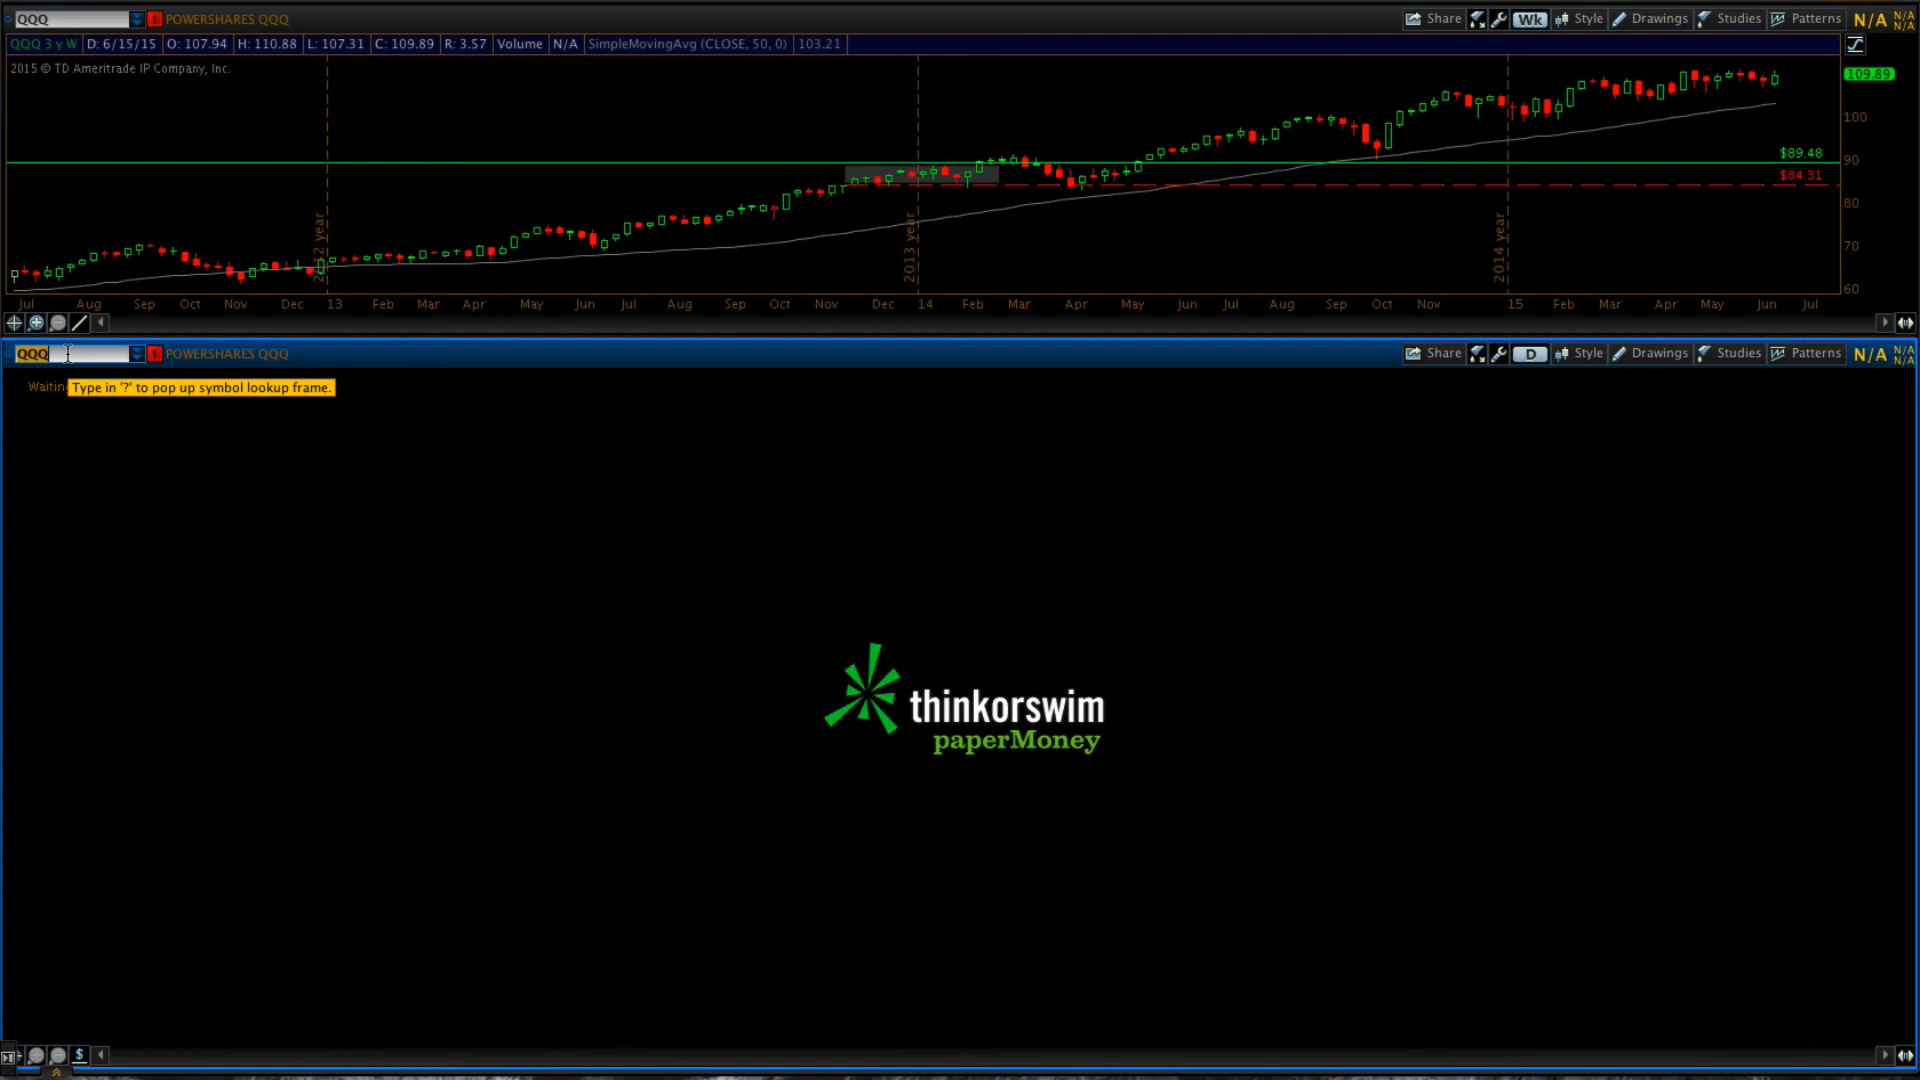 QQQ 1 POWERSHARES QQQ Share Wk Style Drawings Studies Patterns N/A N/A N/A
QQQ 3 y W D: 6/15/15 O: 107.94 H: 110.88 L: 107.31 C: 109.89 R: 3.57 Volume N/A SimpleMovingAvg (CLOSE, 50, 0) 103.21
2015 © TD Ameritrade IP Company, Inc.
109.89
100
$89.48
90
$84.31
80
70
60
2012 year
2013 year
2014 year
Jul Aug Sep Oct Nov Dec 13 Feb Mar Apr May Jun Jul Aug Sep Oct Nov Dec 14 Feb Mar Apr May Jun Jul Aug Sep Oct Nov 15 Feb Mar Apr May Jun Jul
QQQ 1 POWERSHARES QQQ Share D Style Drawings Studies Patterns N/A N/A N/A
Waitin Type in '?' to pop up symbol lookup frame.
thinkorswim
paperMoney
$